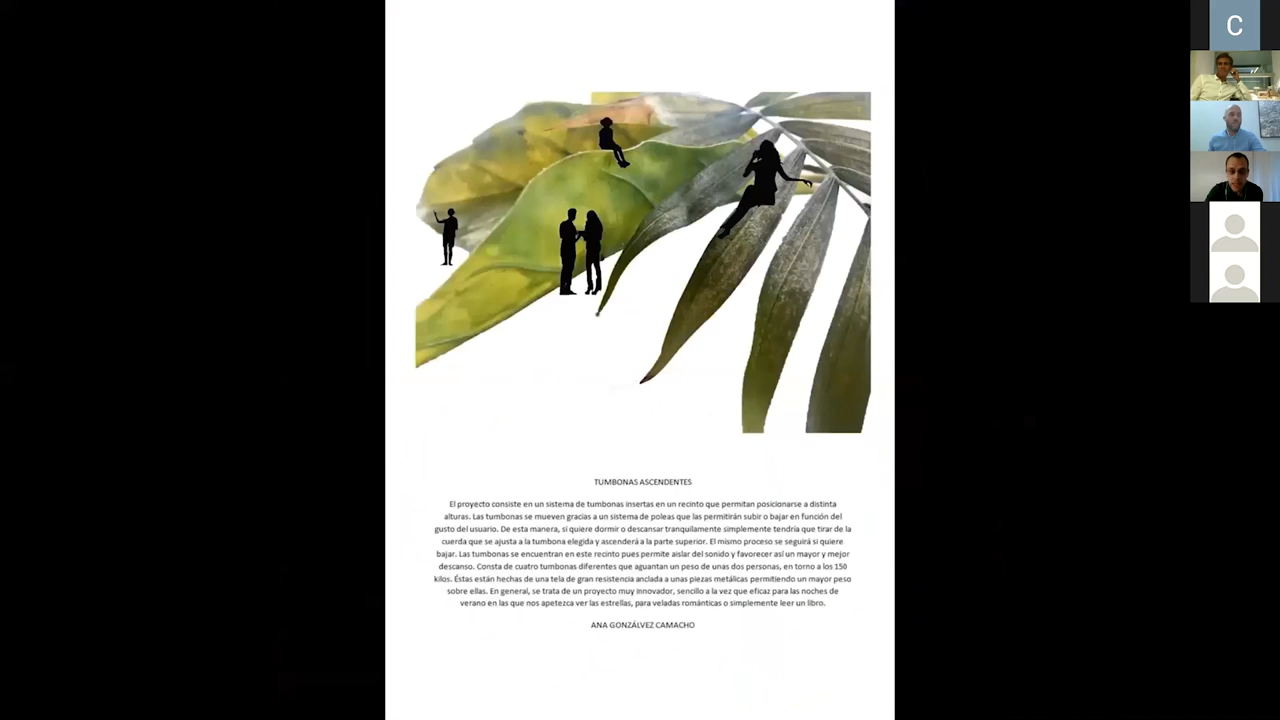 C
TUMBONAS ASCENDENTES
El proyecto consiste en un sistema de tumbonas insertas en un recinto que permitan posicionarse a distinta
alturas. Las tumbonas se mueven gracias a un sistema de poleas que las permitirán subir o bajar en función del
gusto del usuario. De esta manera, si quiere dormir o descansar tranquilamente simplemente tendría que tirar de la
cuerda que se ajusta a la tumbona elegida y ascenderá a la parte superior. El mismo proceso se seguirá si quiere
bajar. Las tumbonas se encuentran en este recinto pues permite aislar del sonido y favorecer así un mayor y mejor
descanso. Consta de cuatro tumbonas diferentes que aguantan un peso de unas dos personas, en torno a los 150
kilos. Éstas están hechas de una tela de gran resistencia anclada a unas piezas metálicas permitiendo un mayor peso
sobre ellas. En general, se trata de un proyecto muy innovador, sencillo a la vez que eficaz para las noches de
verano en las que nos apetezca ver las estrellas, para veladas románticas o simplemente leer un libro.
ANA GONZÁLVEZ CAMACHO